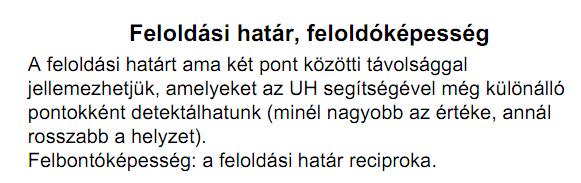 Feloldási határ, feloldóképesség
A feloldási határt ama két pont közötti távolsággal
jellemezhetjük, amelyeket az UH segítségével még különálló
pontokként detektálhatunk (minél nagyobb az értéke, annál
rosszabb a helyzet).
Felbontóképesség: a feloldási határ reciproka.